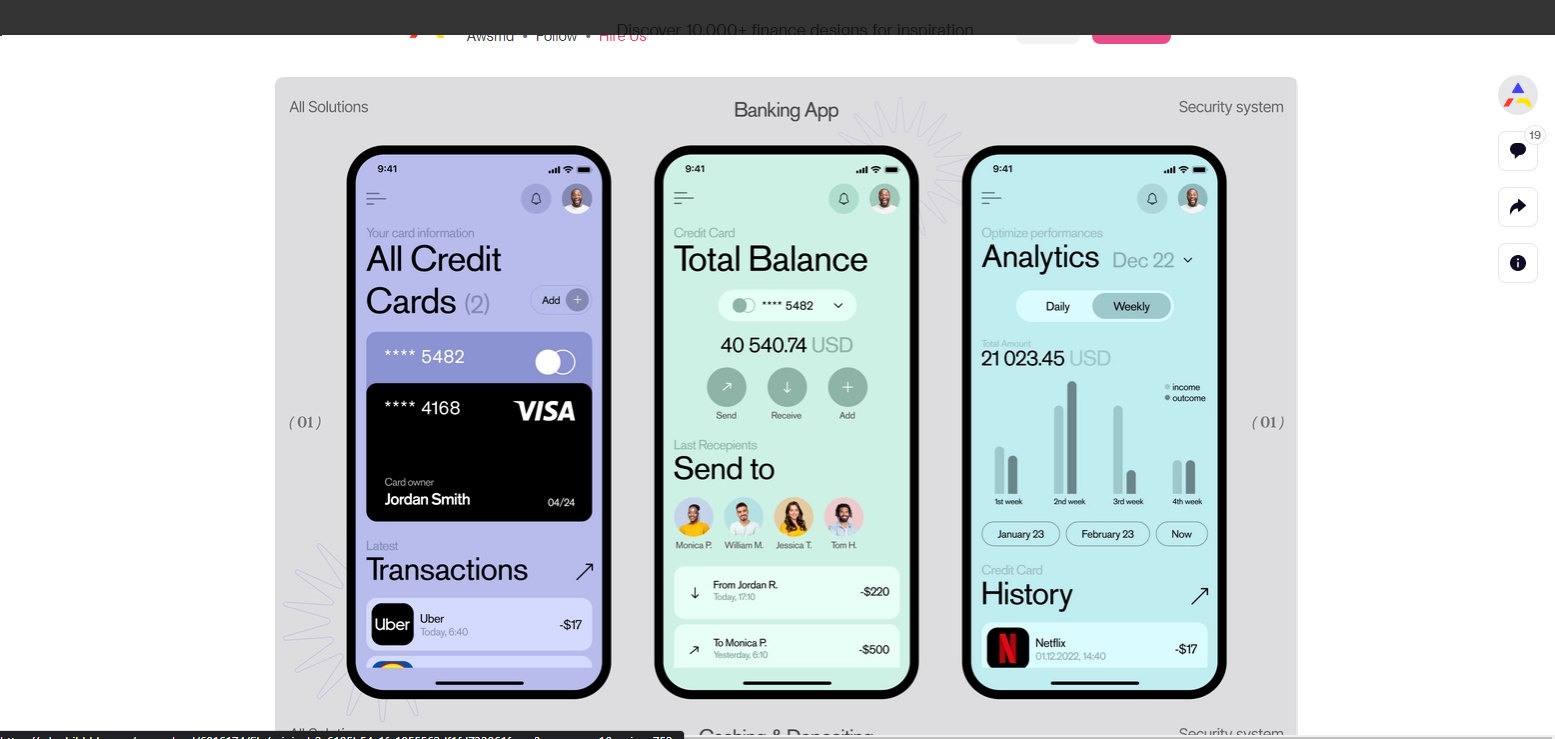 Discover 10,000+ finance designs for inspiration
Awsmd • Follow • Hire Us
All Solutions
Banking App
Security system
19
9:41
Your card information
All Credit
Cards (2)
Add +
**** 5482
**** 4168
VISA
Card owner
Jordan Smith
04/24
Latest
Transactions
Uber
Uber
Today, 6:40
-$17
( 01 )
9:41
Credit Card
Total Balance
**** 5482
40 540.74 USD
Send
Receive
Add
Last Recepients
Send to
Monica P.
William M.
Jessica T.
Tom H.
From Jordan R.
Today, 17:10
-$220
To Monica P.
Yesterday, 6:10
-$500
9:41
Optimize performances
Analytics Dec 22
Daily
Weekly
Total Amount
21 023.45 USD
income
outcome
1st week
2nd week
3rd week
4th week
January 23
February 23
Now
Credit Card
History
N
Netflix
01.12.2022, 14:40
-$17
( 01 )
All Solutions
Security system